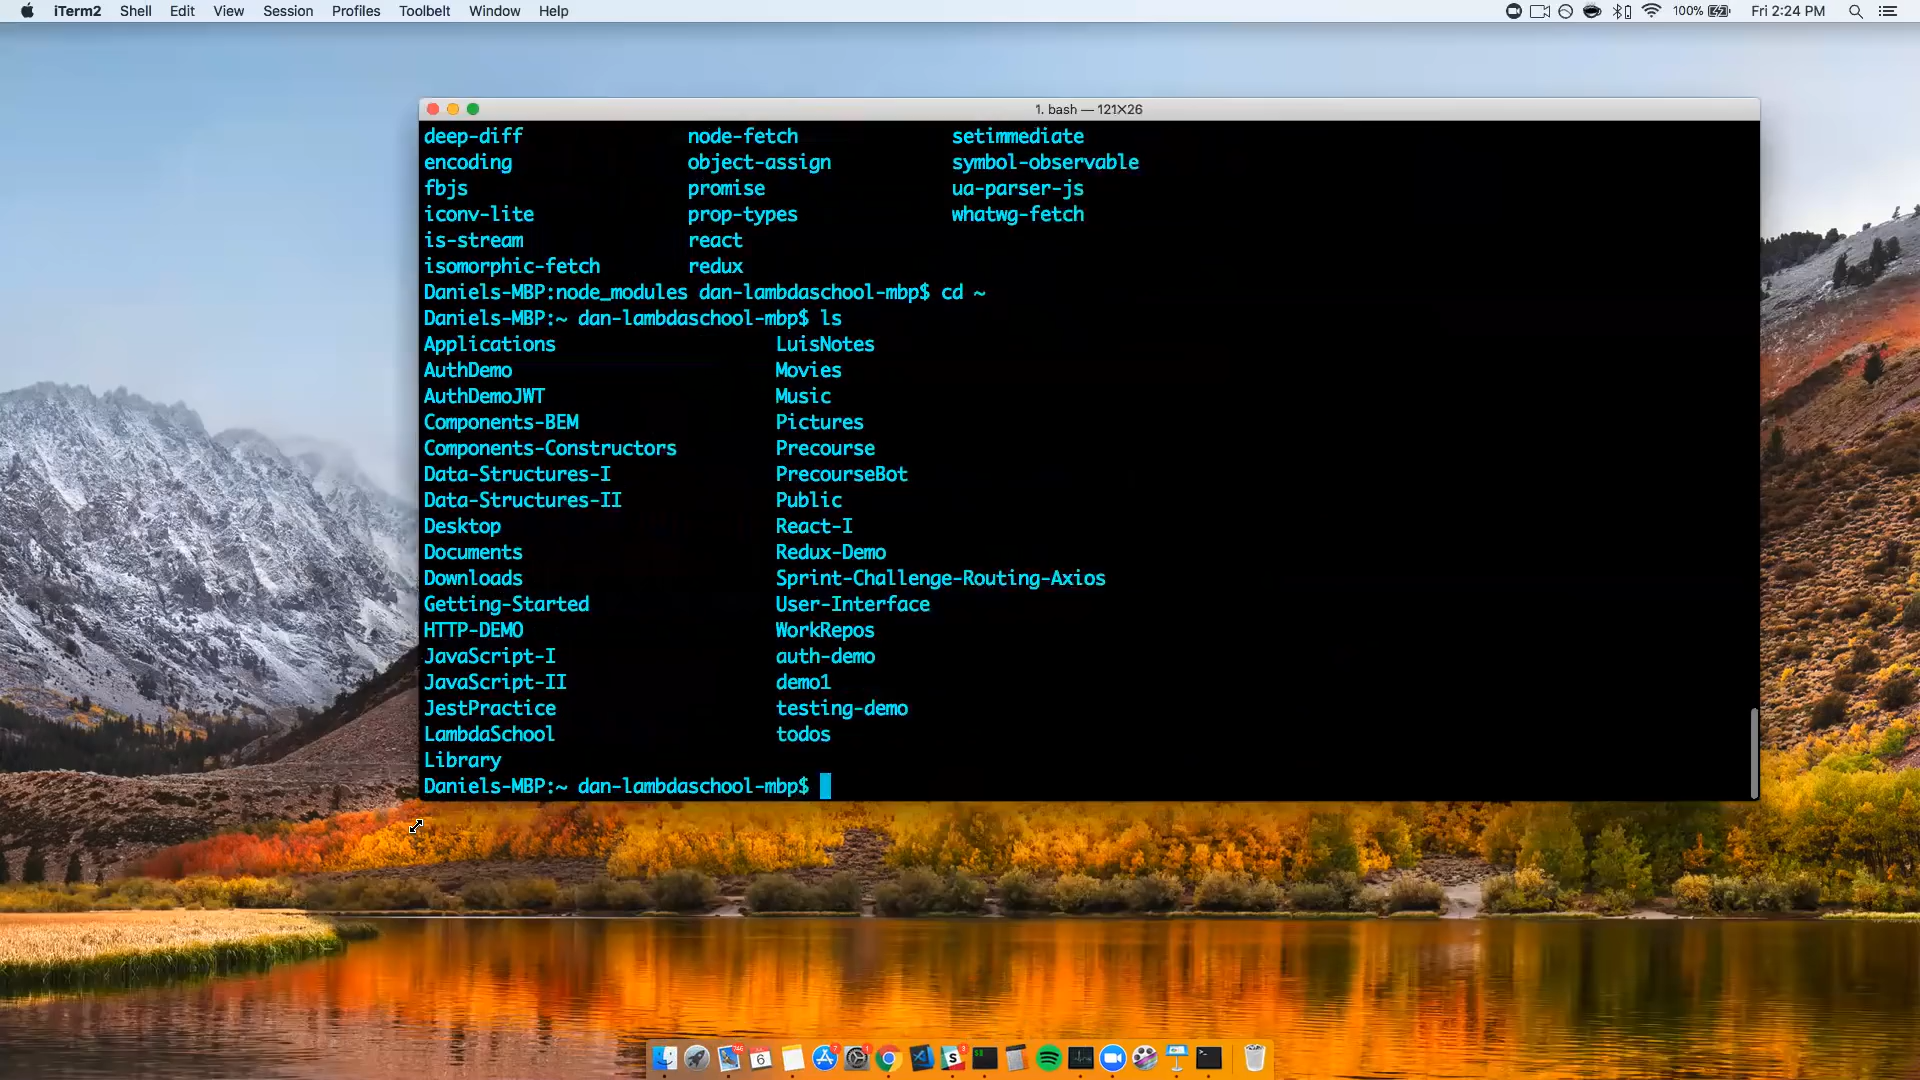 iTerm2 Shell Edit View Session Profiles Toolbelt Window Help 100% Fri 2:24 PM
1. bash — 121×26
deep-diff node-fetch setimmediate
encoding object-assign symbol-observable
fbjs promise ua-parser-js
iconv-lite prop-types whatwg-fetch
is-stream react
isomorphic-fetch redux
Daniels-MBP:node_modules dan-lambdaschool-mbp$ cd ~
Daniels-MBP:~ dan-lambdaschool-mbp$ ls
Applications LuisNotes
AuthDemo Movies
AuthDemoJWT Music
Components-BEM Pictures
Components-Constructors Precourse
Data-Structures-I PrecourseBot
Data-Structures-II Public
Desktop React-I
Documents Redux-Demo
Downloads Sprint-Challenge-Routing-Axios
Getting-Started User-Interface
HTTP-DEMO WorkRepos
JavaScript-I auth-demo
JavaScript-II demo1
JestPractice testing-demo
LambdaSchool todos
Library
Daniels-MBP:~ dan-lambdaschool-mbp$
6